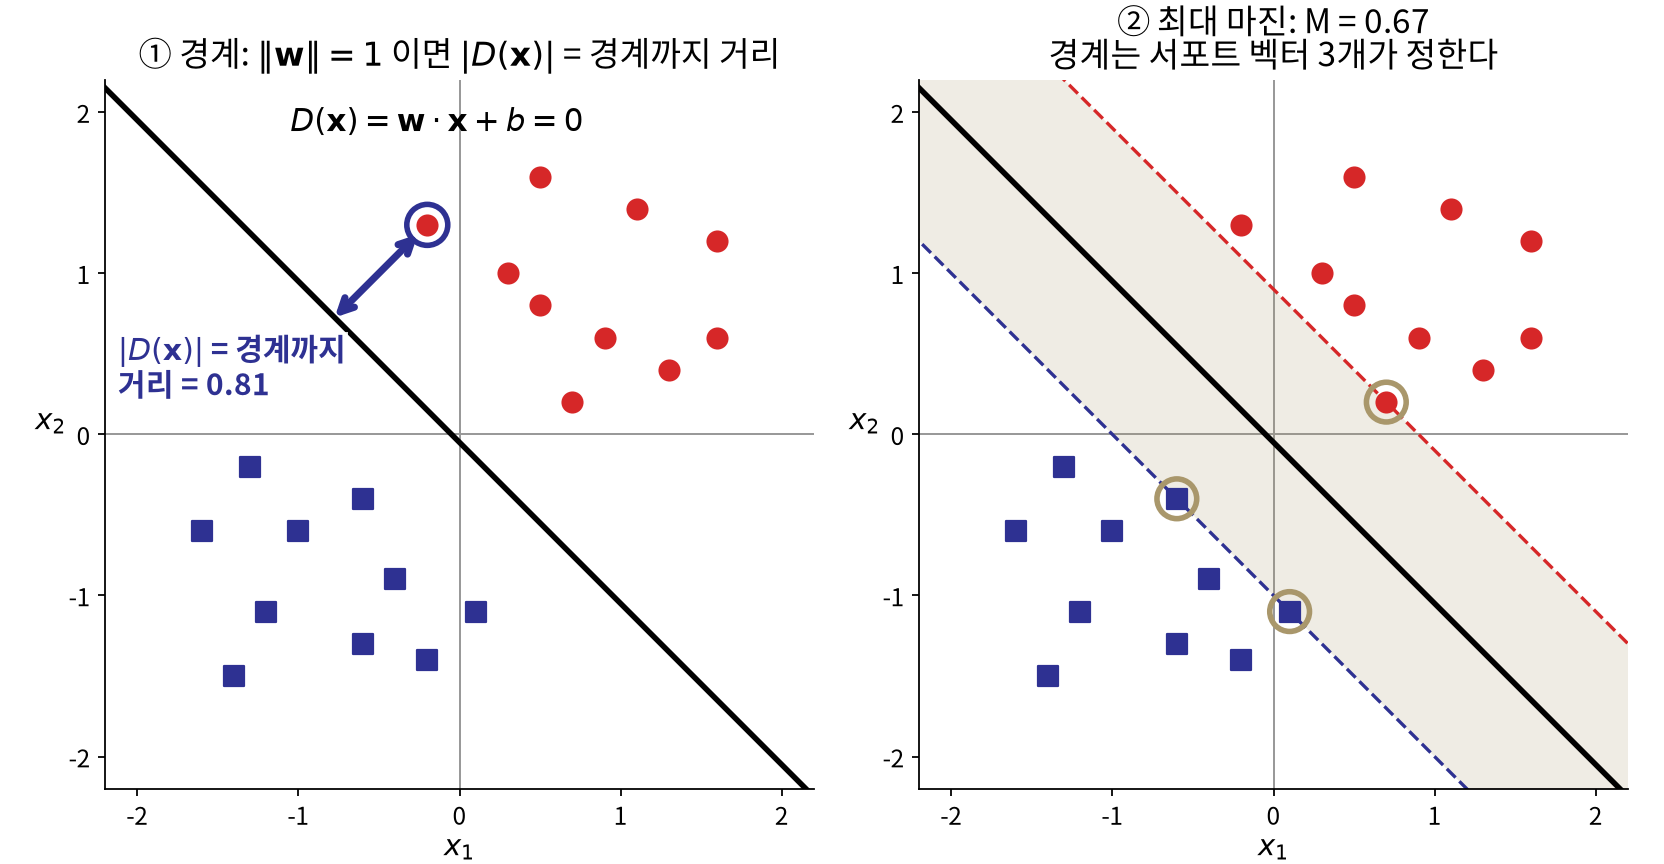 ① 경계: ‖w‖ = 1 이면 |D(x)| = 경계까지 거리
D(x) = w · x + b = 0
|D(x)| = 경계까지
거리 = 0.81
x₂
2
1
0
-1
-2
-2
-1
0
1
2
x₁
② 최대 마진: M = 0.67
경계는 서포트 벡터 3개가 정한다
x₂
2
1
0
-1
-2
-2
-1
0
1
2
x₁